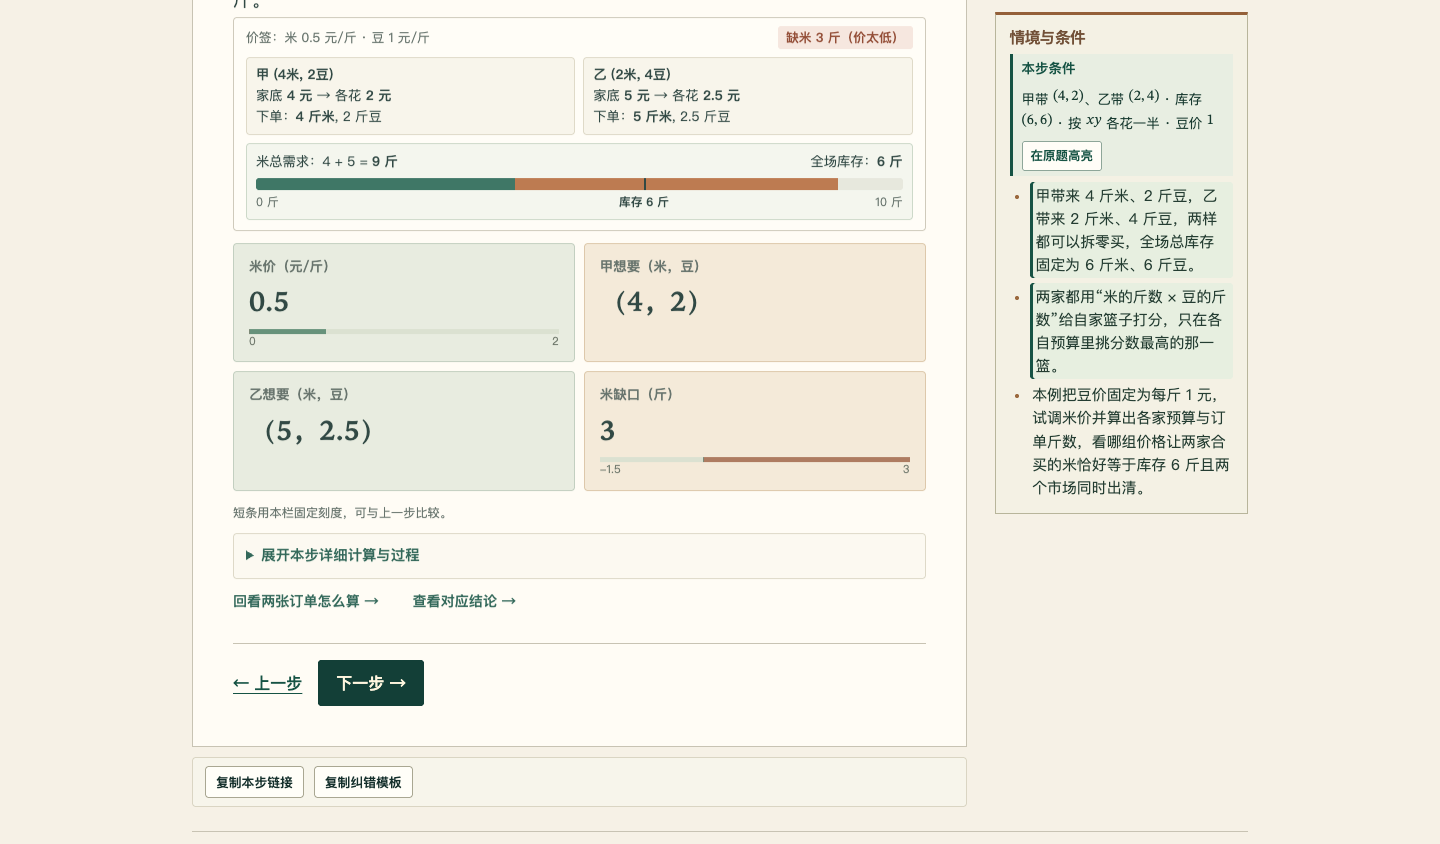 斤。
价签：米 0.5 元/斤 · 豆 1 元/斤
缺米 3 斤（价太低）
甲 (4米, 2豆)
家底 4 元 → 各花 2 元
下单：4 斤米, 2 斤豆
乙 (2米, 4豆)
家底 5 元 → 各花 2.5 元
下单：5 斤米, 2.5 斤豆
米总需求：4 + 5 = 9 斤
全场库存：6 斤
0 斤
库存 6 斤
10 斤
米价（元/斤）
0.5
0
2
甲想要（米，豆）
（4，2）
乙想要（米，豆）
（5，2.5）
米缺口（斤）
3
−1.5
3
短条用本栏固定刻度，可与上一步比较。
▶ 展开本步详细计算与过程
回看两张订单怎么算 →
查看对应结论 →
← 上一步
下一步 →
复制本步链接
复制纠错模板
情境与条件
本步条件
甲带 (4, 2)、乙带 (2, 4) · 库存
(6, 6) · 按 xy 各花一半 · 豆价 1
在原题高亮
• 甲带来 4 斤米、2 斤豆，乙
带来 2 斤米、4 斤豆，两样
都可以拆零买，全场总库存
固定为 6 斤米、6 斤豆。
• 两家都用“米的斤数 × 豆的斤
数”给自家篮子打分，只在各
自预算里挑分数最高的那一
篮。
• 本例把豆价固定为每斤 1 元，
试调米价并算出各家预算与订
单斤数，看哪组价格让两家合
买的米恰好等于库存 6 斤且两
个市场同时出清。